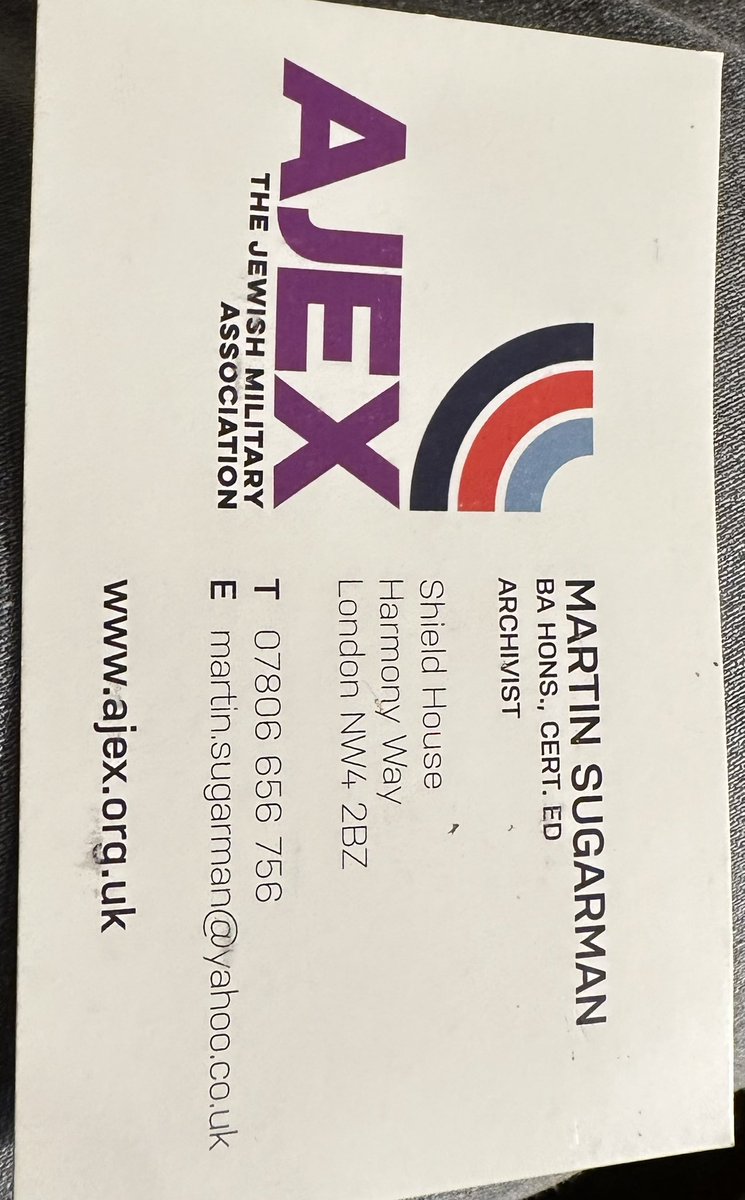 AJEX
THE JEWISH MILITARY
ASSOCIATION
MARTIN SUGARMAN
BA HONS., CERT. ED
ARCHIVIST
Shield House
Harmony Way
London NW4 2BZ
T 07806 656 756
E martin.sugarman@yahoo.co.uk
www.ajex.org.uk